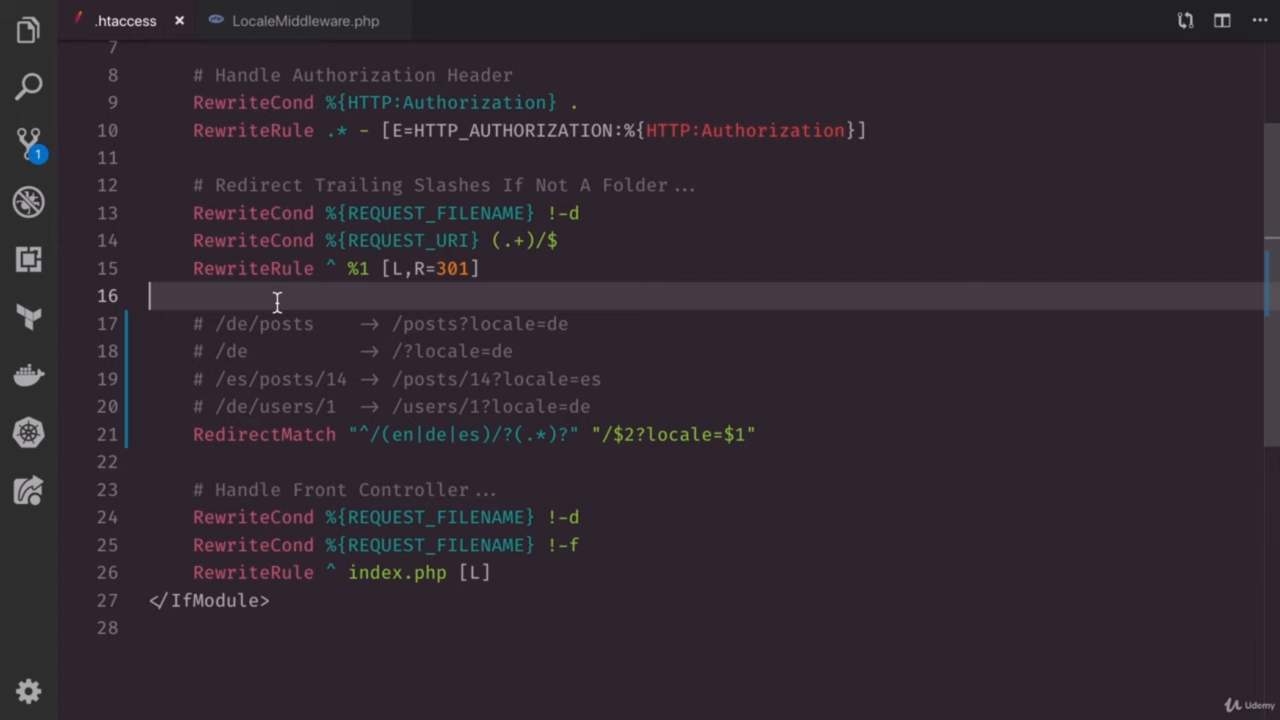 .htaccess
LocaleMiddleware.php
7
8 # Handle Authorization Header
9 RewriteCond %{HTTP:Authorization} .
10 RewriteRule .* - [E=HTTP_AUTHORIZATION:%{HTTP:Authorization}]
11
12 # Redirect Trailing Slashes If Not A Folder...
13 RewriteCond %{REQUEST_FILENAME} !-d
14 RewriteCond %{REQUEST_URI} (.+)/$
15 RewriteRule ^ %1 [L,R=301]
16
17 # /de/posts -> /posts?locale=de
18 # /de -> /?locale=de
19 # /es/posts/14 -> /posts/14?locale=es
20 # /de/users/1 -> /users/1?locale=de
21 RedirectMatch "^/(en|de|es)/?(.*)?" "/$2?locale=$1"
22
23 # Handle Front Controller...
24 RewriteCond %{REQUEST_FILENAME} !-d
25 RewriteCond %{REQUEST_FILENAME} !-f
26 RewriteRule ^ index.php [L]
27 </IfModule>
28
1
php
Udemy